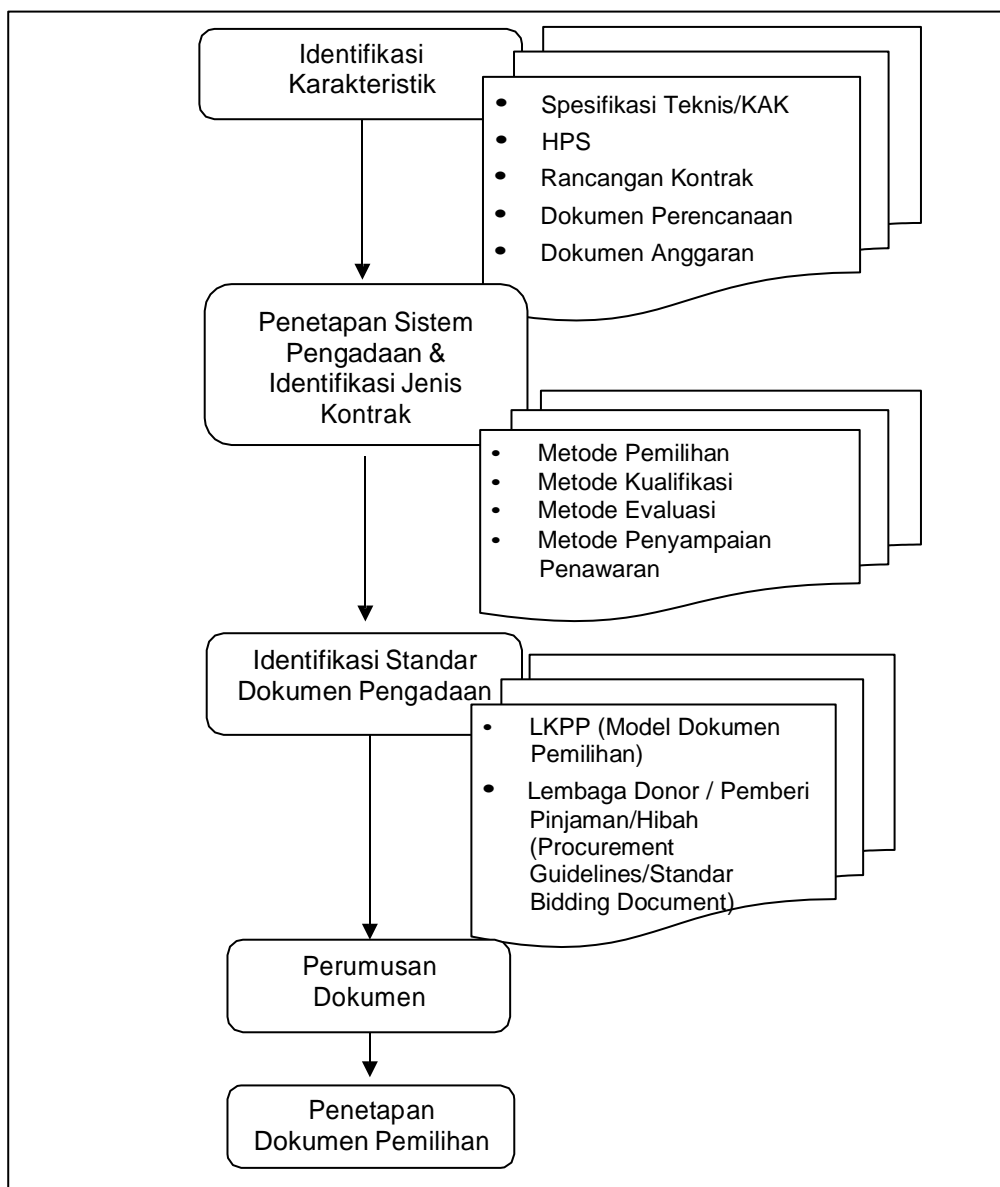 Identifikasi
Karakteristik
• Spesifikasi Teknis/KAK
• HPS
• Rancangan Kontrak
• Dokumen Perencanaan
• Dokumen Anggaran
Penetapan Sistem
Pengadaan &
Identifikasi Jenis
Kontrak
• Metode Pemilihan
• Metode Kualifikasi
• Metode Evaluasi
• Metode Penyampaian
Penawaran
Identifikasi Standar
Dokumen Pengadaan
• LKPP (Model Dokumen
Pemilihan)
• Lembaga Donor / Pemberi
Pinjaman/Hibah
(Procurement
Guidelines/Standar
Bidding Document)
Perumusan
Dokumen
Penetapan
Dokumen Pemilihan